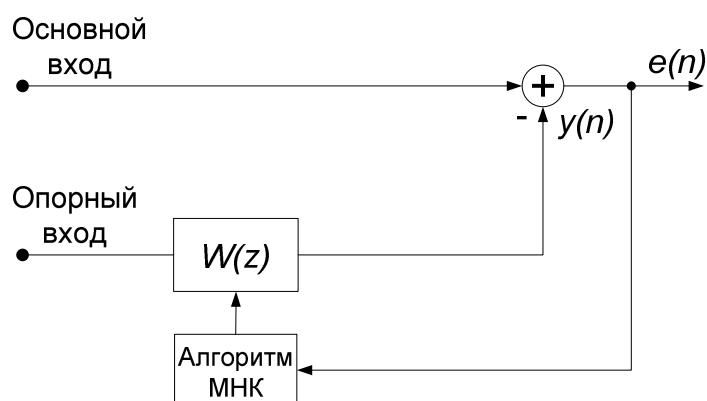 Основной
вход
+
e(n)
- y(n)
Опорный
вход
W(z)
Алгоритм
МНК